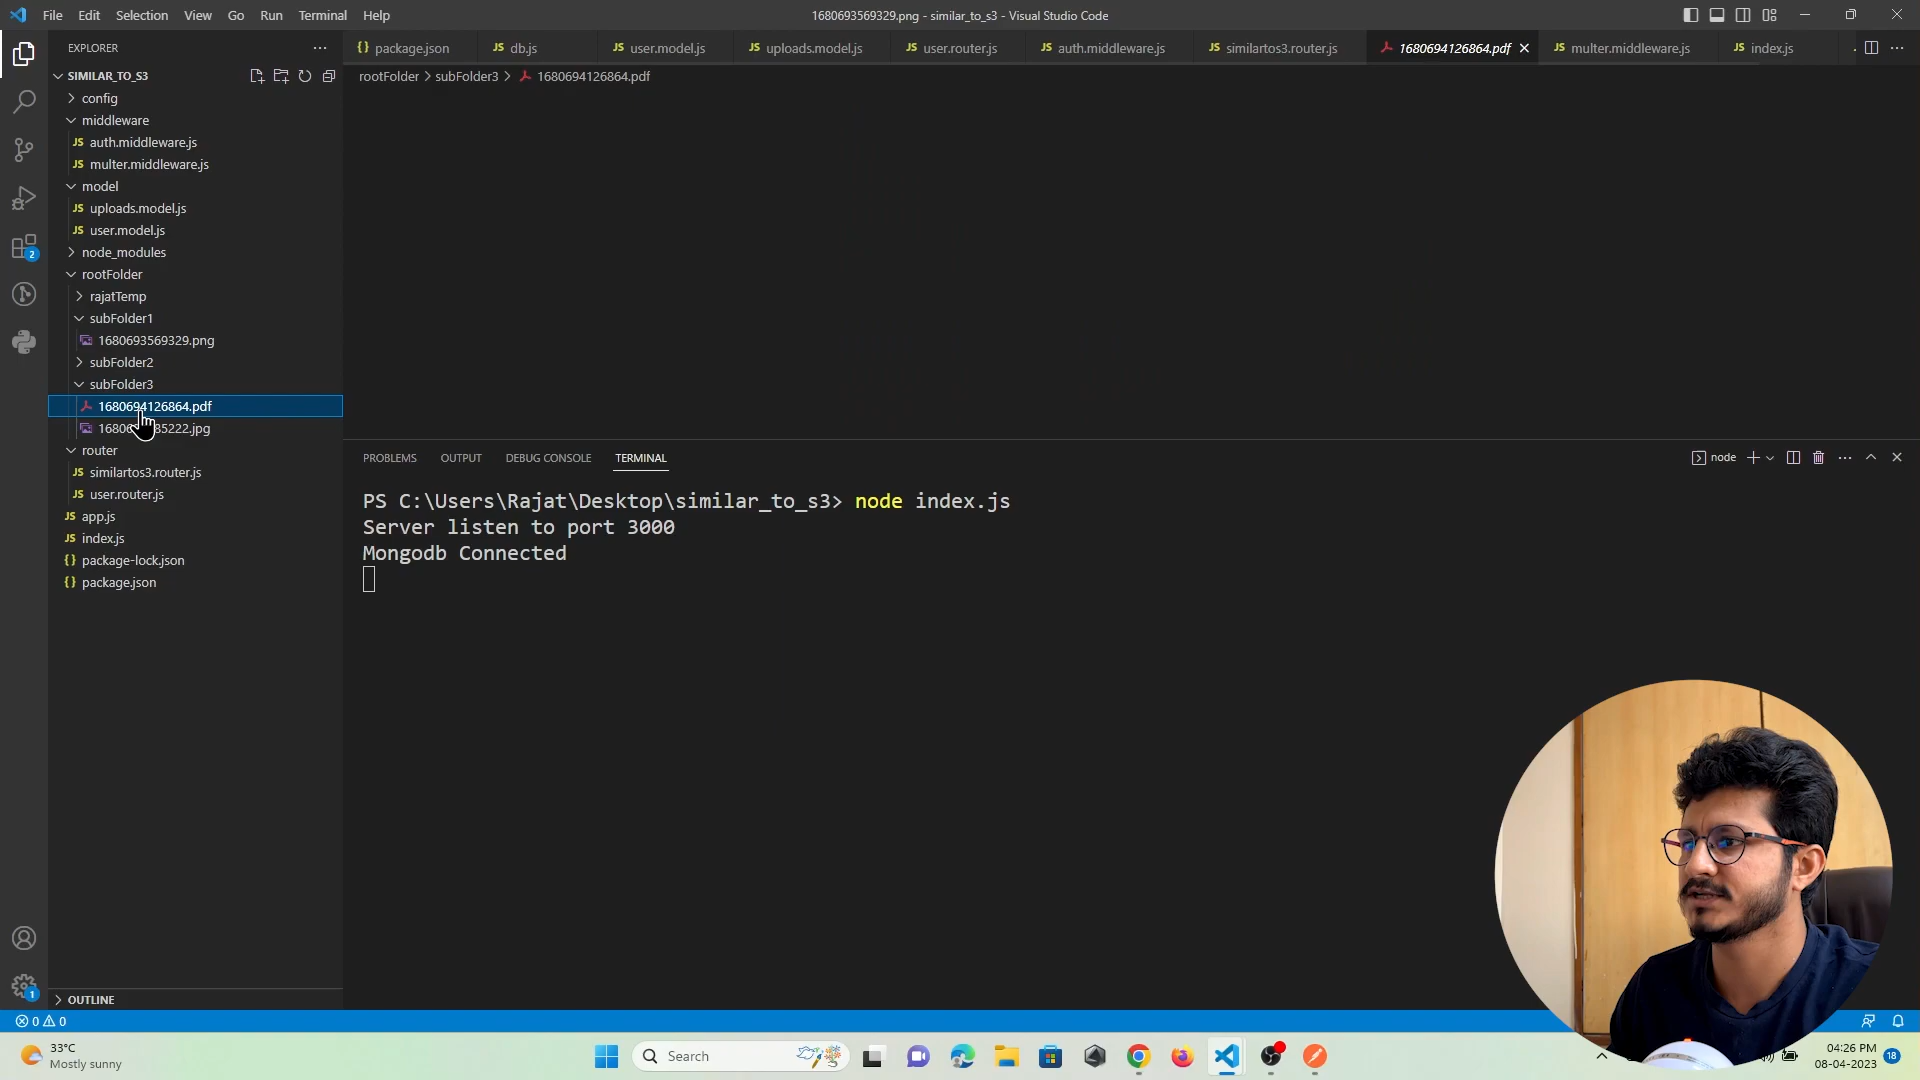 File Edit Selection View Go Run Terminal Help
1680693569329.png - similar_to_s3 - Visual Studio Code
EXPLORER
package.json db.js user.model.js uploads.model.js user.router.js auth.middleware.js similartos3.router.js 1680694126864.pdf multer.middleware.js index.js
rootFolder > subFolder3 > 1680694126864.pdf
SIMILAR_TO_S3
config
middleware
auth.middleware.js
multer.middleware.js
model
uploads.model.js
user.model.js
node_modules
rootFolder
rajatTemp
subFolder1
1680693569329.png
subFolder2
subFolder3
1680694126864.pdf
router
similartos3.router.js
user.router.js
app.js
index.js
package-lock.json
package.json
OUTLINE
PROBLEMS OUTPUT DEBUG CONSOLE TERMINAL
node
PS C:\Users\Rajat\Desktop\similar_to_s3> node index.js
Server listen to port 3000
Mongodb Connected
2
1
0 0
33°C
Mostly sunny
Search
04:26 PM
08-04-2023
18